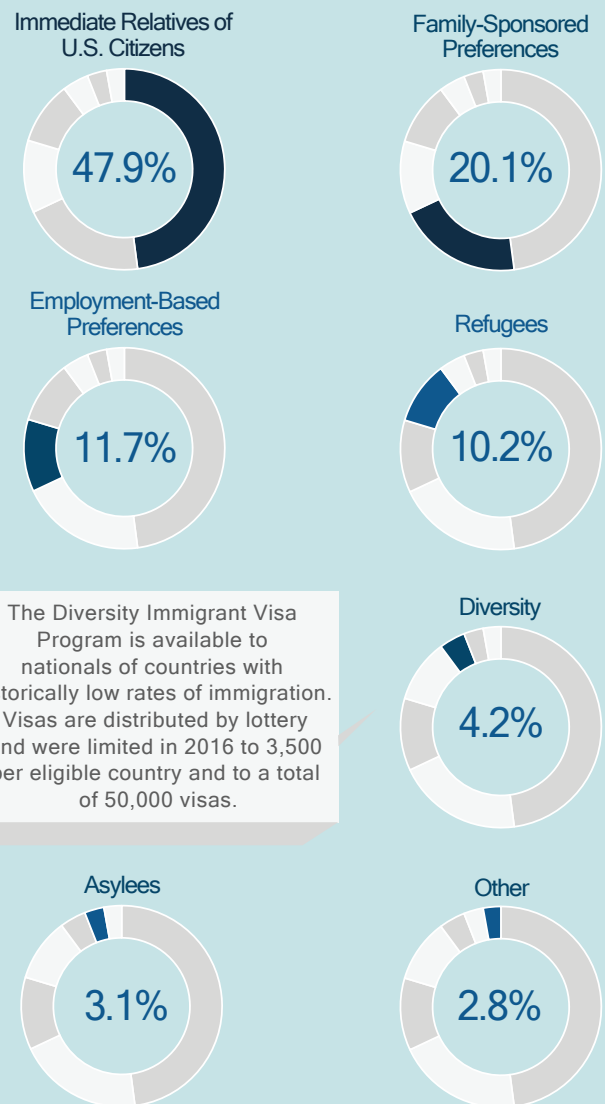 Immediate Relatives of
U.S. Citizens
47.9%
Family-Sponsored
Preferences
20.1%
Employment-Based
Preferences
11.7%
Refugees
10.2%
The Diversity Immigrant Visa
Program is available to
nationals of countries with
torically low rates of immigration.
Visas are distributed by lottery
nd were limited in 2016 to 3,500
er eligible country and to a total
of 50,000 visas.
Diversity
4.2%
Asylees
3.1%
Other
2.8%